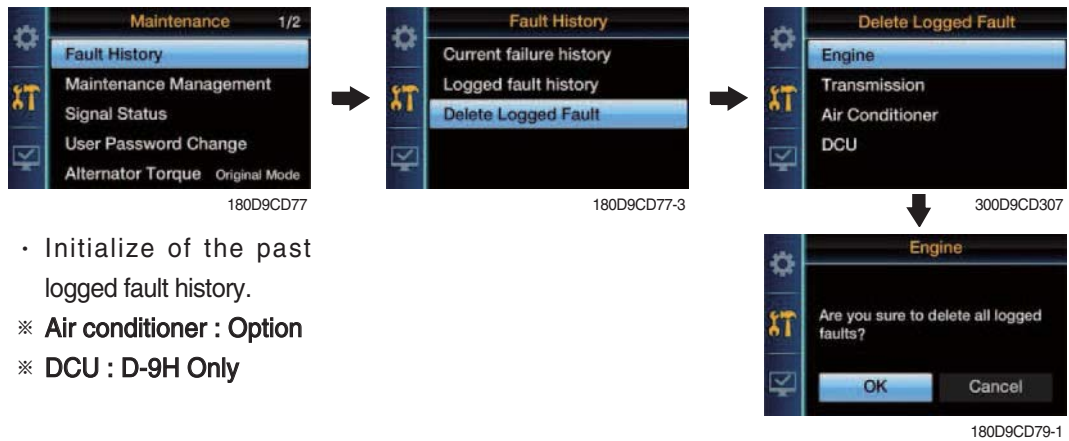 Maintenance 1/2
Fault History
Maintenance Management
Signal Status
User Password Change
Alternator Torque Original Mode
180D9CD77
Fault History
Current failure history
Logged fault history
Delete Logged Fault
180D9CD77-3
Delete Logged Fault
Engine
Transmission
Air Conditioner
DCU
300D9CD307
· Initialize of the past
logged fault history.
※ Air conditioner : Option
※ DCU : D-9H Only
Engine
Are you sure to delete all logged
faults?
OK Cancel
180D9CD79-1